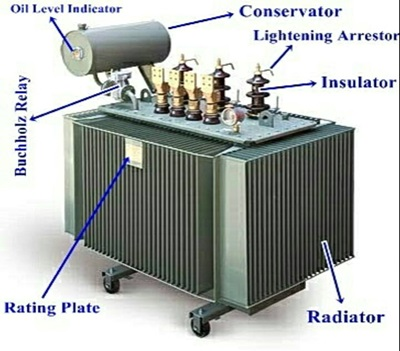 Oil Level Indicator
Conservator
Lightening Arrestor
Insulator
Buchholz Relay
Rating Plate
Radiator